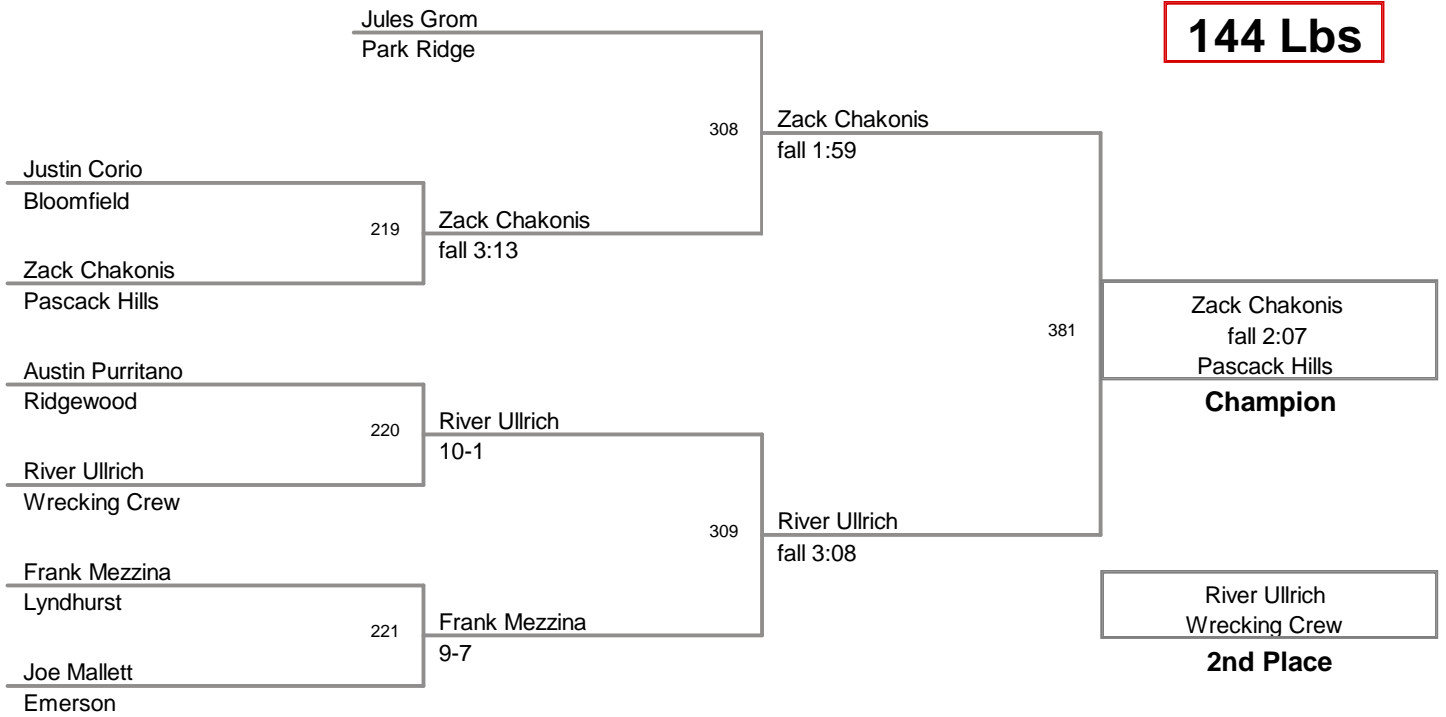 Jules Grom
Park Ridge
144 Lbs
308
Zack Chakonis
fall 1:59
Justin Corio
Bloomfield
219
Zack Chakonis
fall 3:13
Zack Chakonis
Pascack Hills
381
Zack Chakonis
fall 2:07
Pascack Hills
Champion
Austin Purritano
Ridgewood
220
River Ullrich
10-1
River Ullrich
Wrecking Crew
309
River Ullrich
fall 3:08
Frank Mezzina
Lyndhurst
221
Frank Mezzina
9-7
Joe Mallett
Emerson
River Ullrich
Wrecking Crew
2nd Place